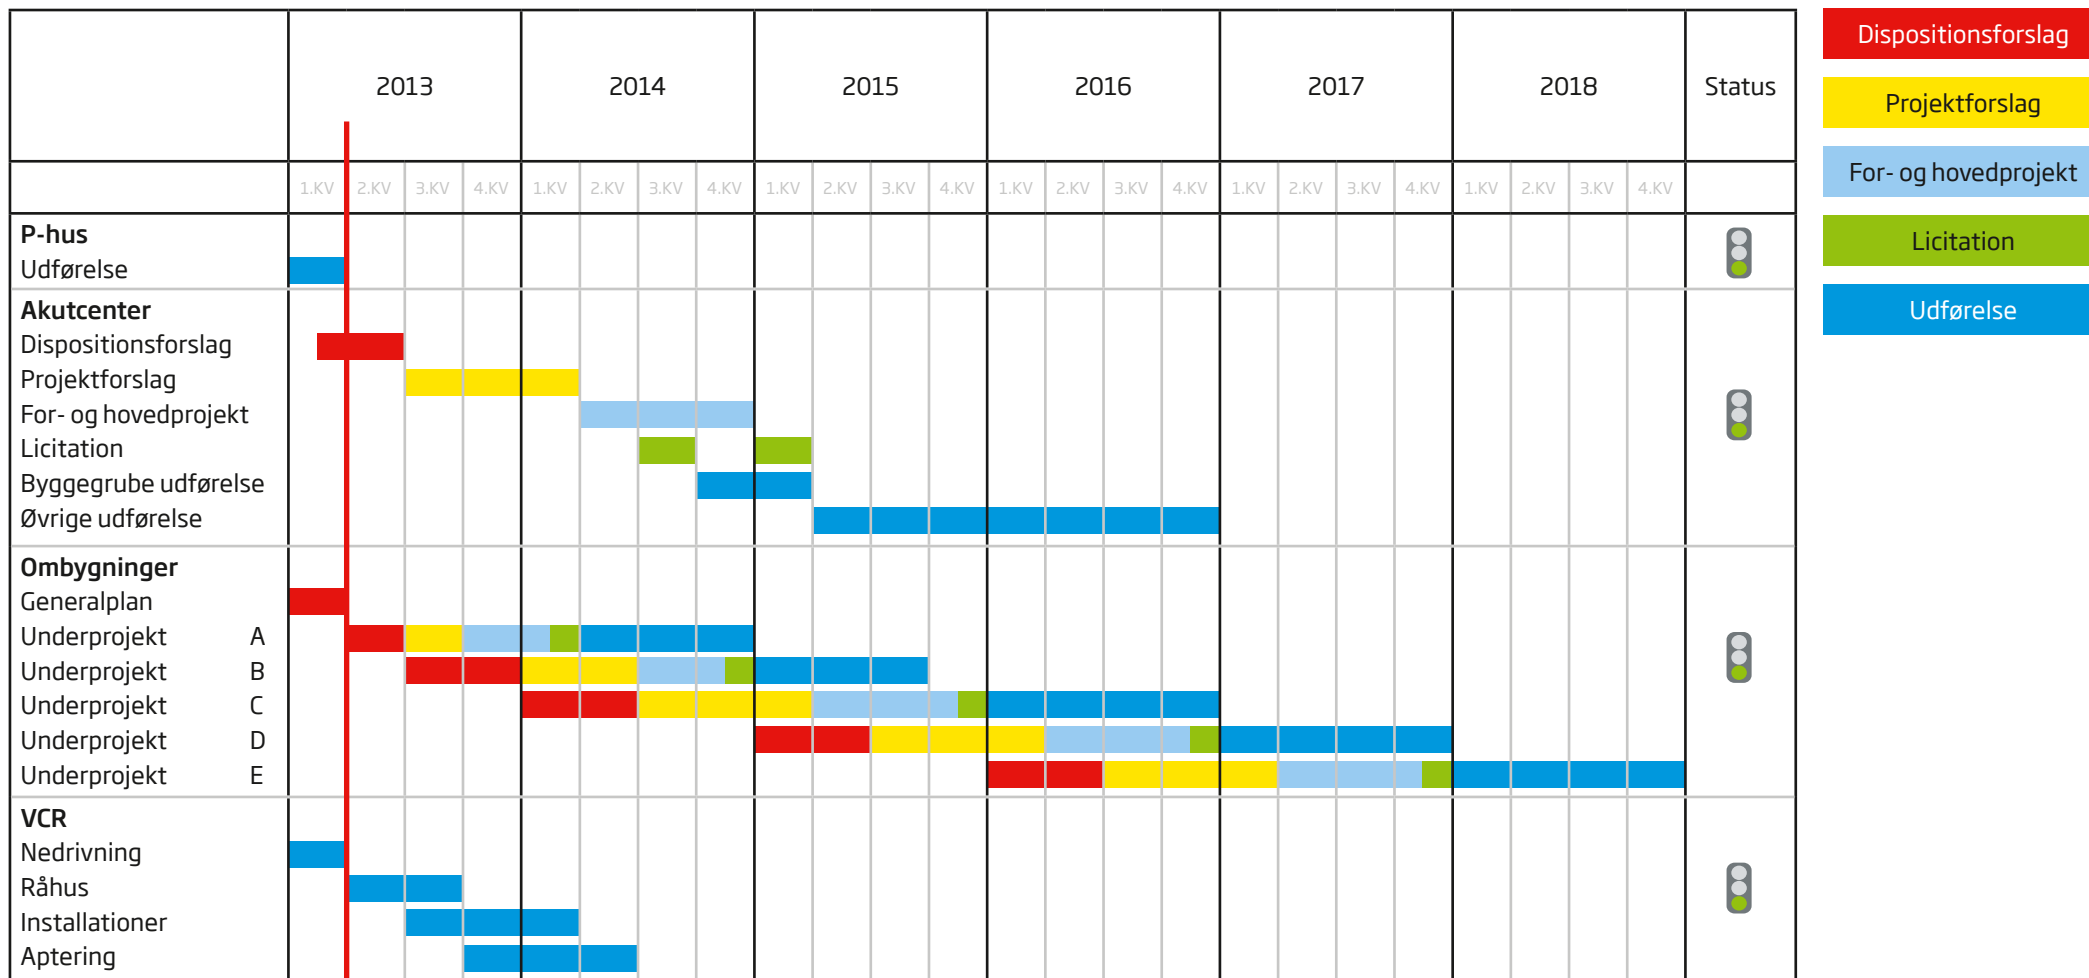 2013 2014 2015 2016 2017 2018 Status
1.KV 2.KV 3.KV 4.KV 1.KV 2.KV 3.KV 4.KV 1.KV 2.KV 3.KV 4.KV 1.KV 2.KV 3.KV 4.KV 1.KV 2.KV 3.KV 4.KV 1.KV 2.KV 3.KV 4.KV
P-hus
Udførelse
Akutcenter
Dispositionsforslag
Projektforslag
For- og hovedprojekt
Licitation
Byggegrube udførelse
Øvrige udførelse
Ombygninger
Generalplan
Underprojekt A
Underprojekt B
Underprojekt C
Underprojekt D
Underprojekt E
VCR
Nedrivning
Råhus
Installationer
Aptering
Dispositionsforslag
Projektforslag
For- og hovedprojekt
Licitation
Udførelse